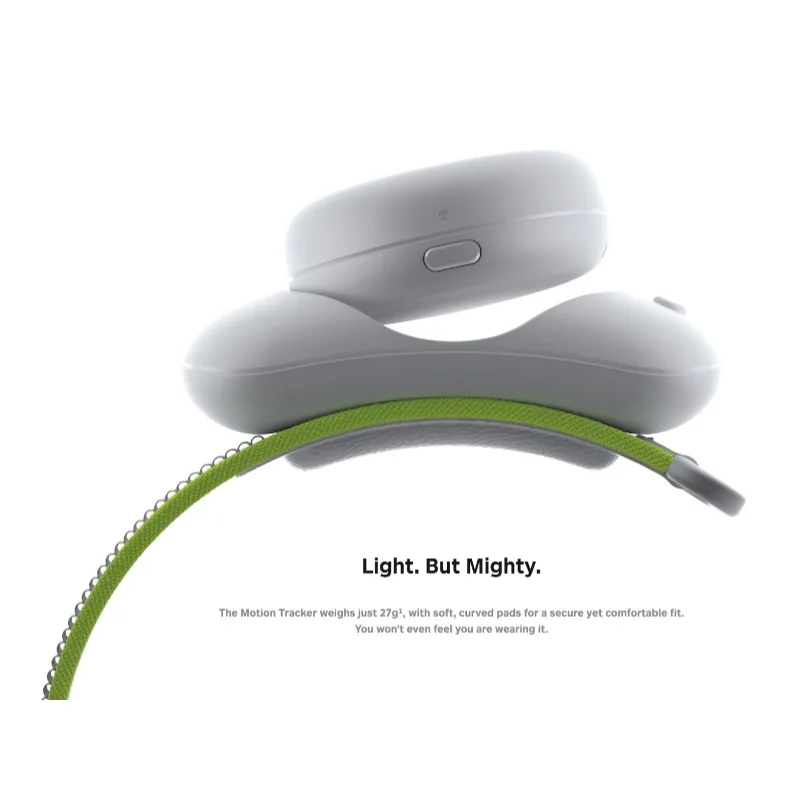 Light. But Mighty.
The Motion Tracker weighs just 27g¹, with soft, curved pads for a secure yet comfortable fit.
You won't even feel you are wearing it.